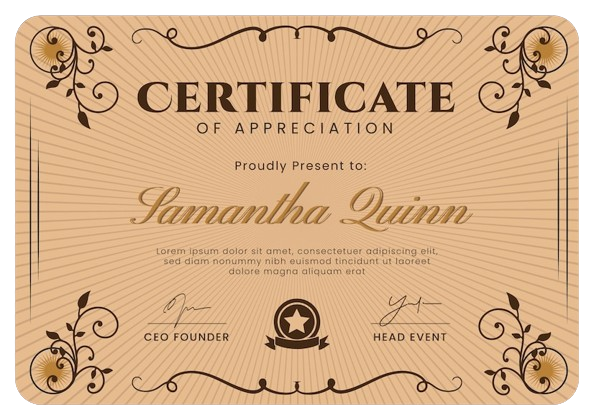 CERTIFICATE
OF APPRECIATION
Proudly Present to:
Samantha Quinn
Lorem ipsum dolor sit amet, consectetuer adipiscing elit,
sed diam nonummy nibh euismod tincidunt ut laoreet
dolore magna aliquam erat
CEO FOUNDER
HEAD EVENT